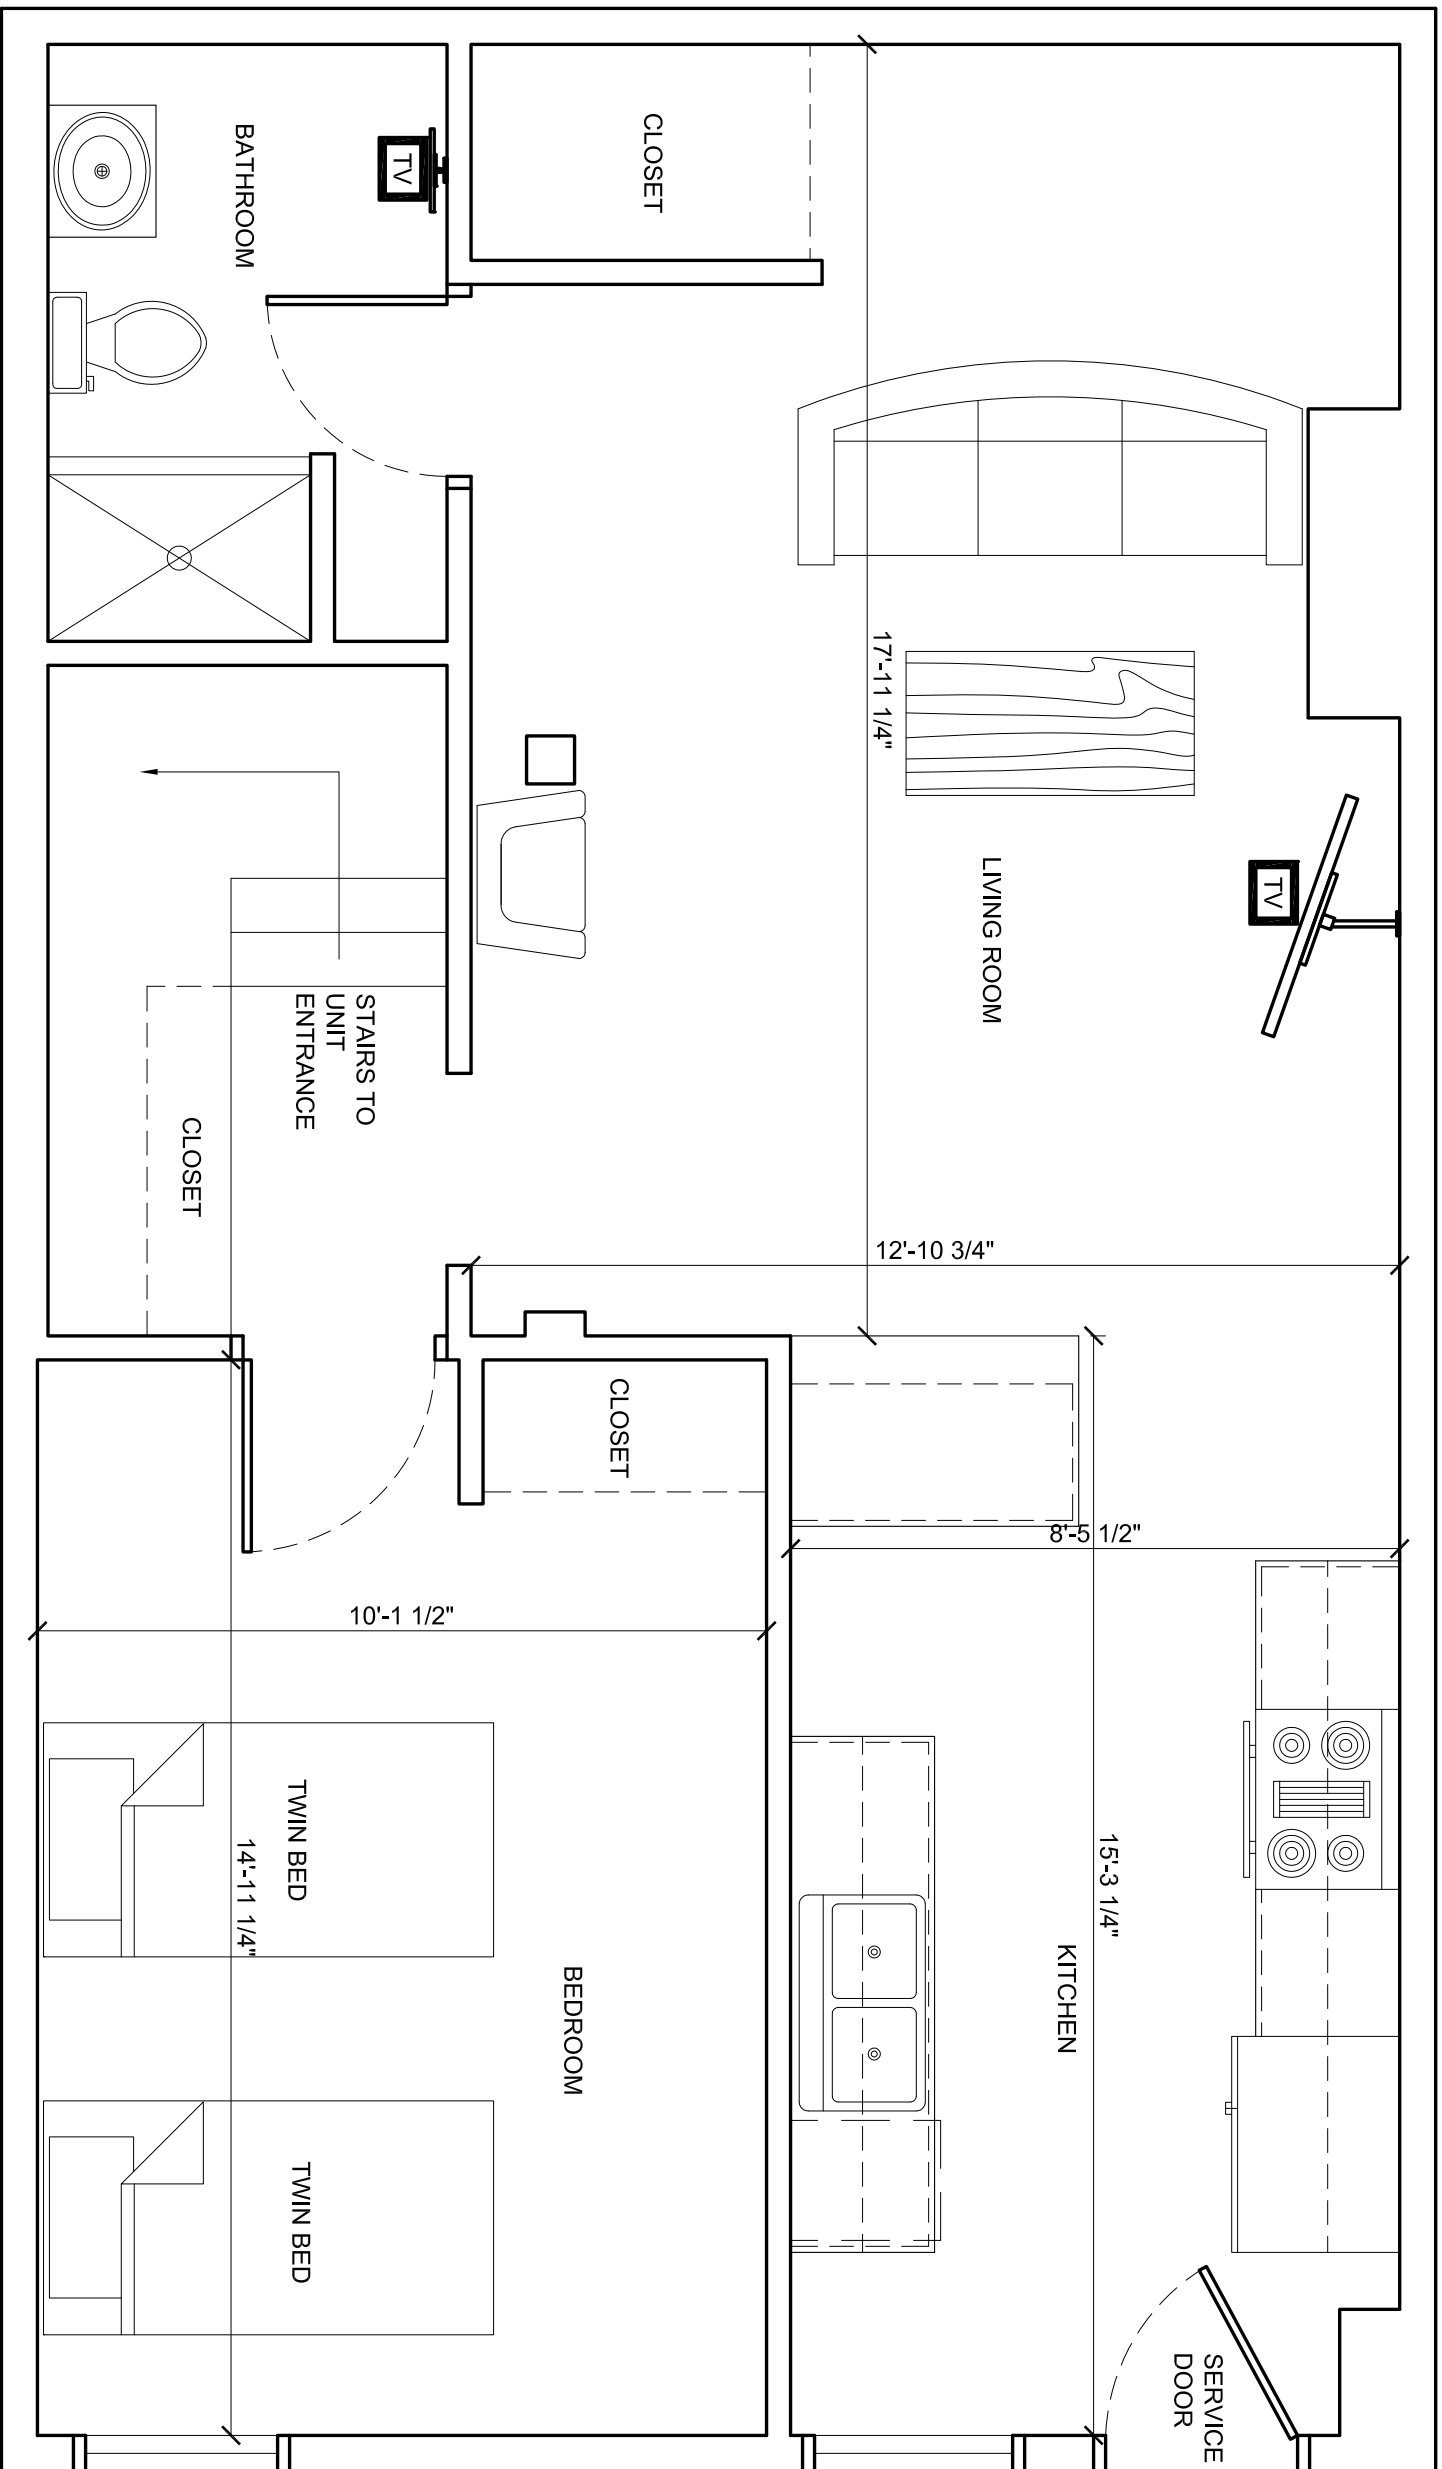 BATHROOM
TV
CLOSET
17'-11 1/4"
LIVING ROOM
TV
STAIRS TO
UNIT
ENTRANCE
CLOSET
12'-10 3/4"
CLOSET
8'-5 1/2"
10'-1 1/2"
TWIN BED
14'-11 1/4"
BEDROOM
15'-3 1/4"
KITCHEN
TWIN BED
SERVICE
DOOR